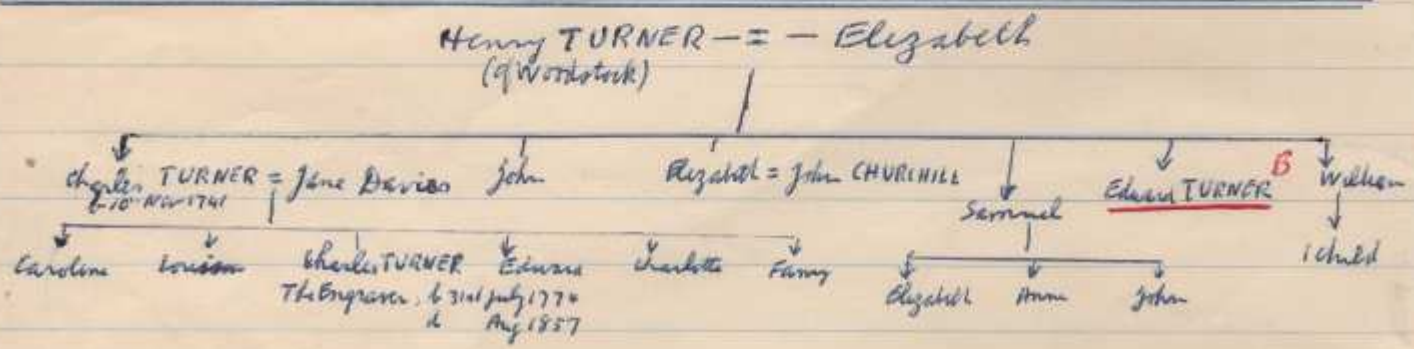 Henry TURNER - = - Elizabeth
(of Woodstock)
Charles TURNER = Jane Davies John Elizabeth = John CHURCHILL Samuel Edward TURNER B William
b 10 Nov 1741
Caroline Charles TURNER Edward Charlotte Fanny Elizabeth Anne John 1 child
The Engraver, b 31st July 1774
d Aug 1857